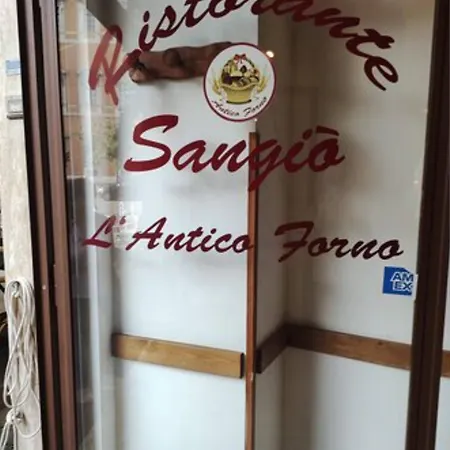 Ristorante
Antico Forno
Sangiò
L'Antico Forno
AM
EX